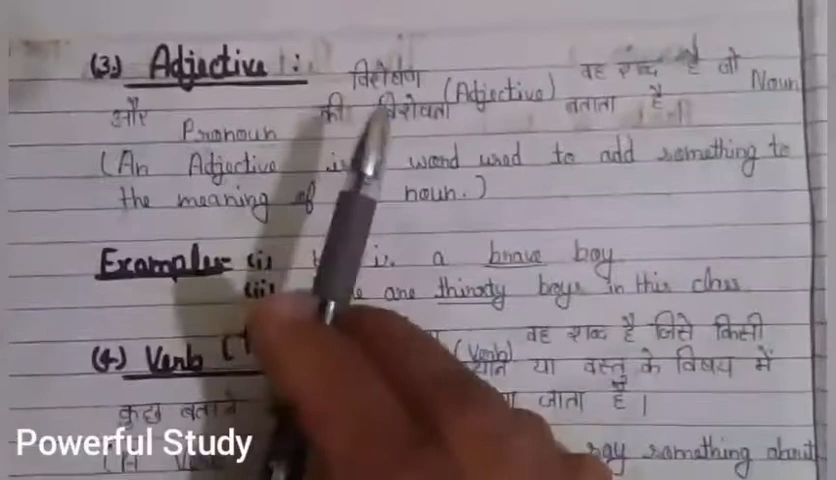 (3.) Adjective : विशेषण (Adjective) वह शब्द है जो Noun
और Pronoun की विशेषता बताता है।
(An Adjective is word used to add something to
the meaning of noun.)
Example:- (i) is a brave boy
(ii) are thirsty boys in this class
(4.) Verb (Verb) वह शब्द है जिसे किसी
या वस्तु के विषय में
कुछ बताने जाता है।
say something about
Powerful Study